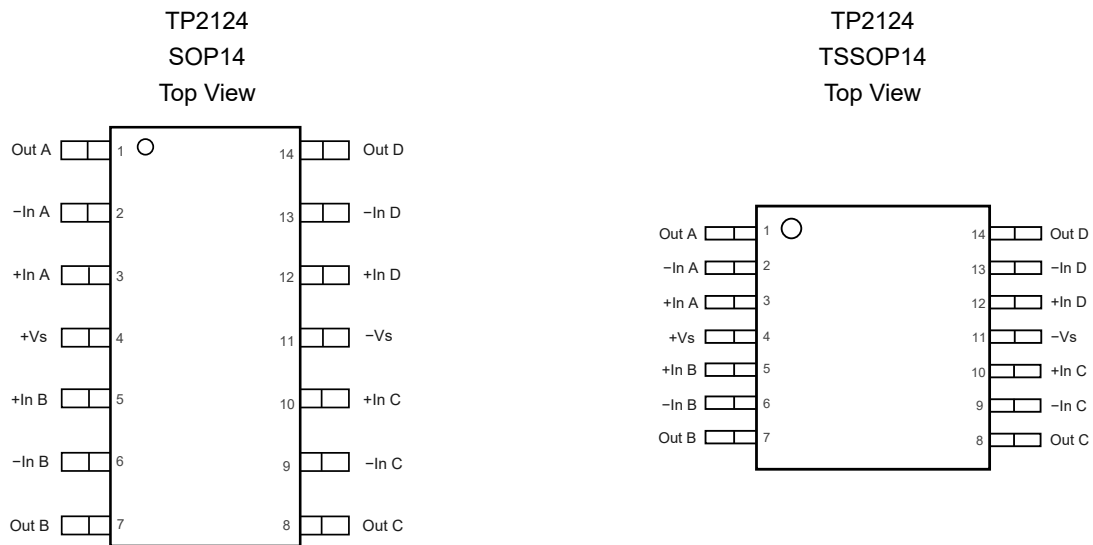 TP2124
SOP14
Top View
Out A 1 14 Out D
−In A 2 13 −In D
+In A 3 12 +In D
+Vs 4 11 −Vs
+In B 5 10 +In C
−In B 6 9 −In C
Out B 7 8 Out C
TP2124
TSSOP14
Top View
Out A 1 14 Out D
−In A 2 13 −In D
+In A 3 12 +In D
+Vs 4 11 −Vs
+In B 5 10 +In C
−In B 6 9 −In C
Out B 7 8 Out C